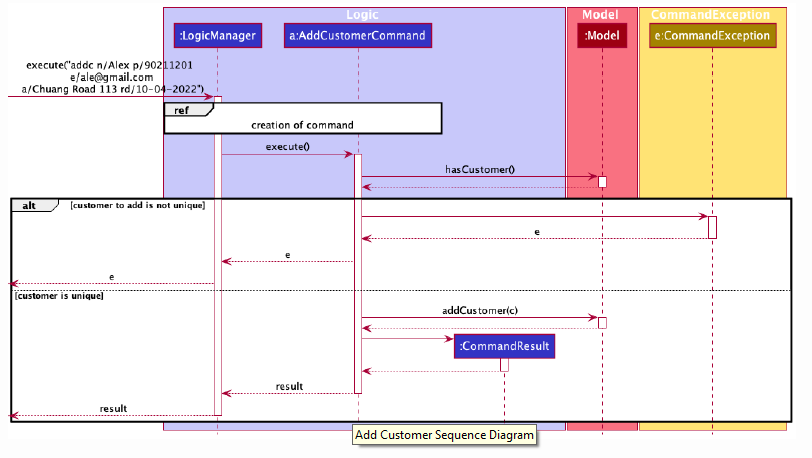 Logic
Model
CommandException
:LogicManager
a:AddCustomerCommand
:Model
e:CommandException
execute("addc n/Alex p/90211201
e/ale@gmail.com
a/Chuang Road 113 rd/10-04-2022")
ref
creation of command
execute()
hasCustomer()
alt
[customer to add is not unique]
e
e
e
[customer is unique]
addCustomer(c)
:CommandResult
result
result
Add Customer Sequence Diagram